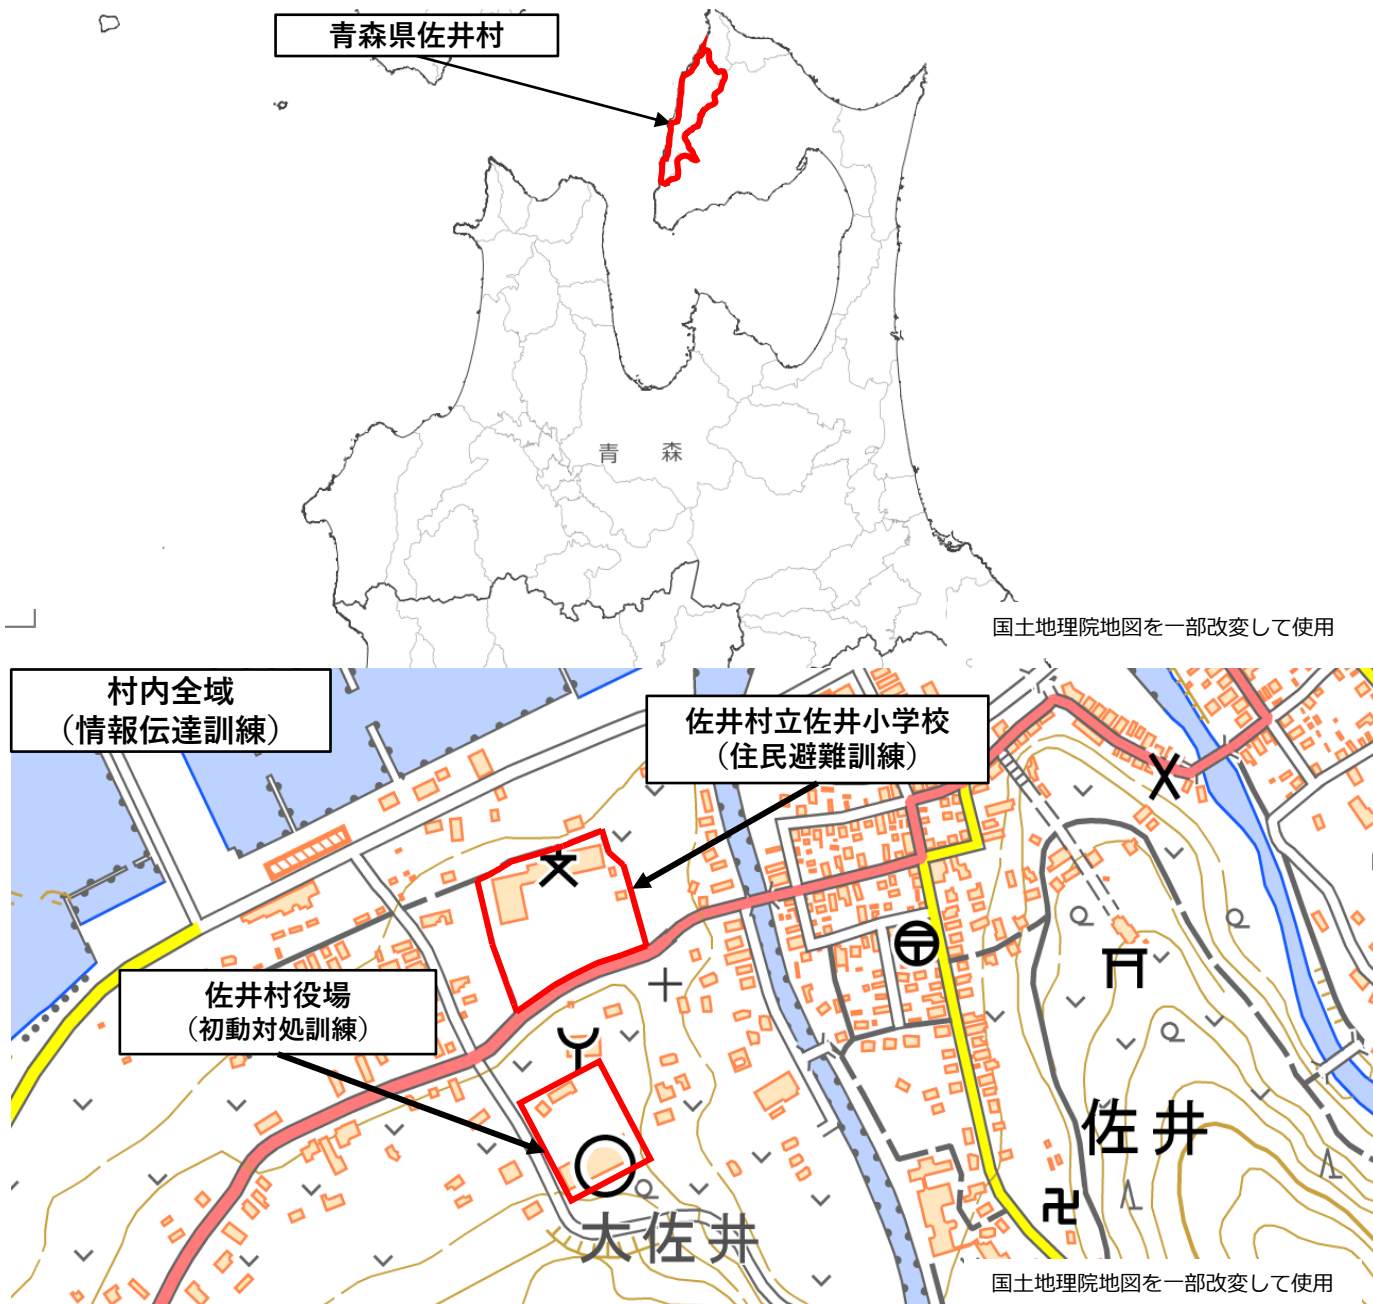 青森県佐井村
青 森
国土地理院地図を一部改変して使用
村内全域
（情報伝達訓練）
佐井村立佐井小学校
（住民避難訓練）
佐井村役場
（初動対処訓練）
佐井
大佐井
国土地理院地図を一部改変して使用